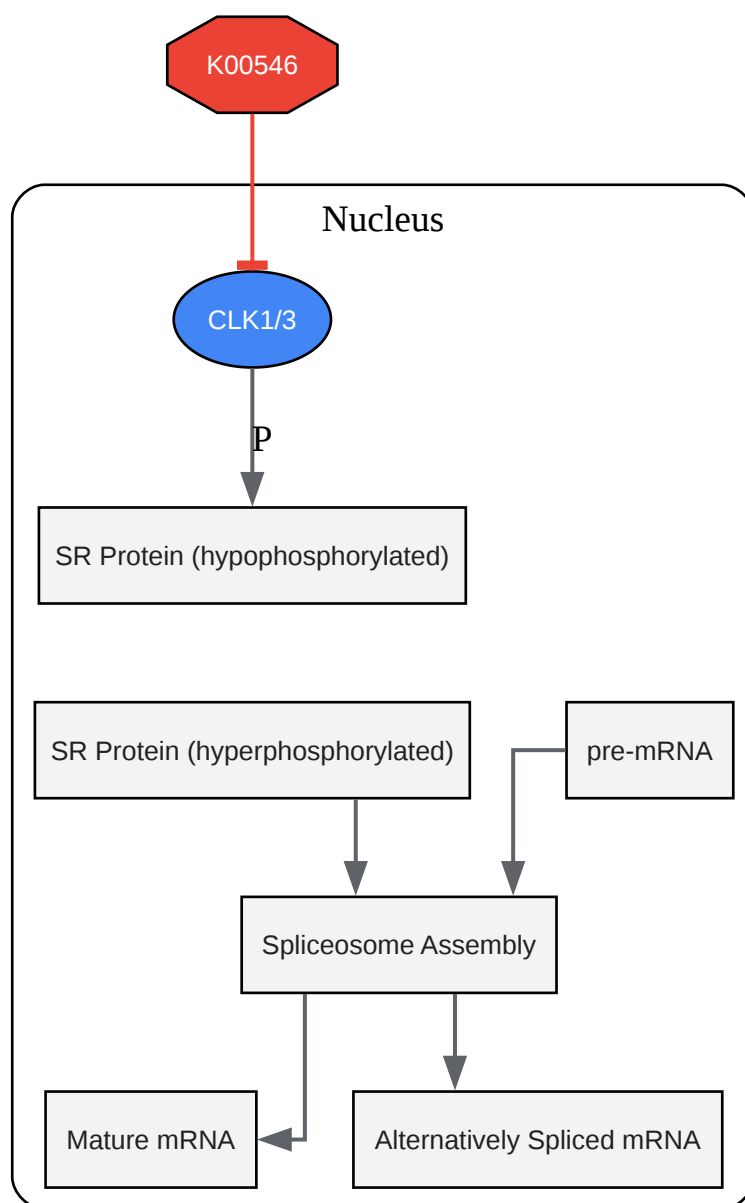 K00546
Nucleus
CLK1/3
P
SR Protein (hypophosphorylated)
SR Protein (hyperphosphorylated)
pre-mRNA
Spliceosome Assembly
Mature mRNA
Alternatively Spliced mRNA